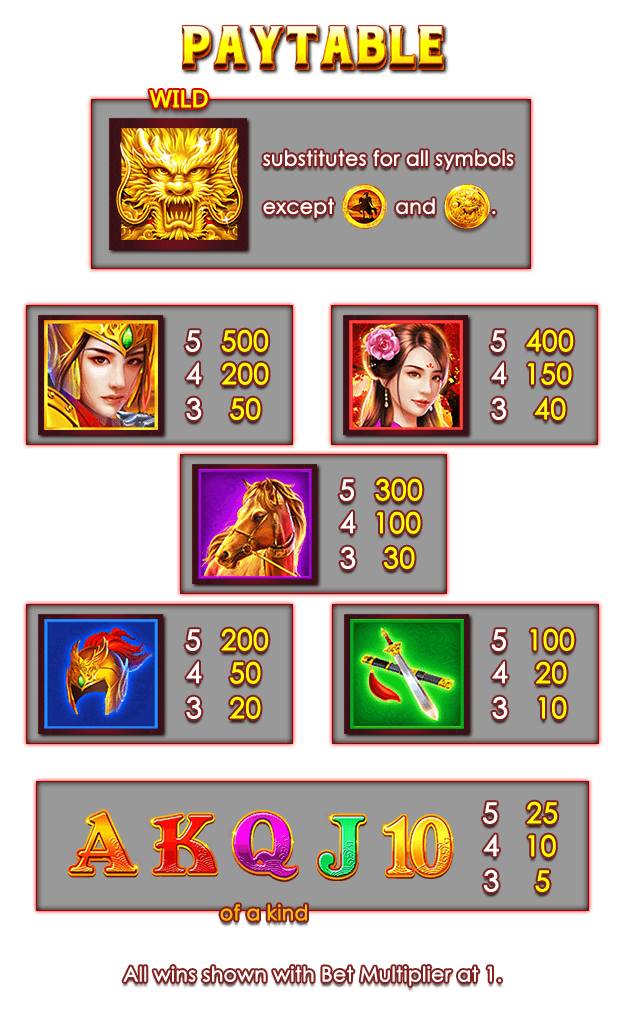 PAYTABLE
WILD
substitutes for all symbols
except and .
5 500
4 200
3 50
5 400
4 150
3 40
5 300
4 100
3 30
5 200
4 50
3 20
5 100
4 20
3 10
A K Q J 10
5 25
4 10
3 5
of a kind
All wins shown with Bet Multiplier at 1.